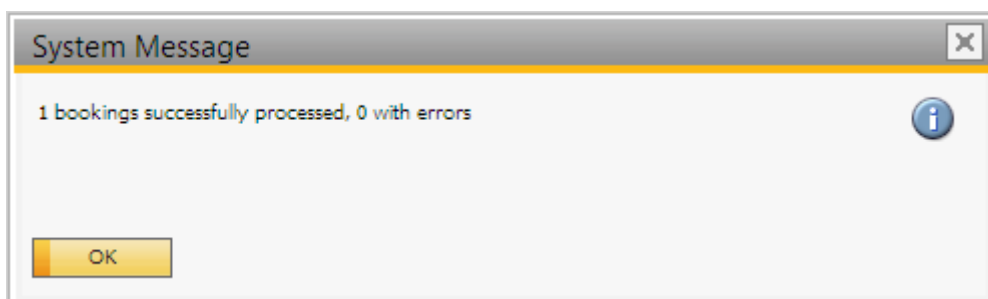 System Message
1 bookings successfully processed, 0 with errors
OK